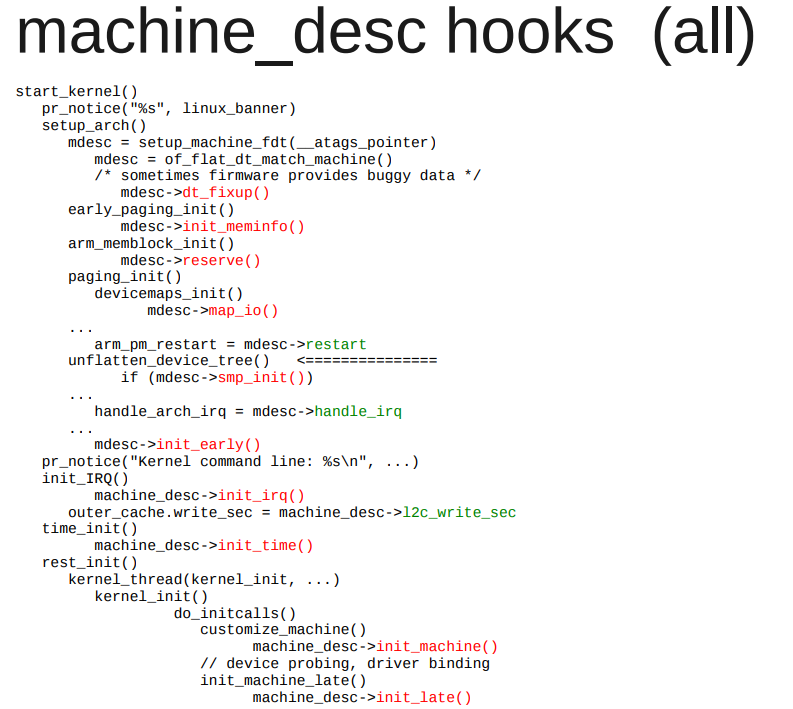 machine_desc hooks  (all)
start_kernel()
   pr_notice("%s", linux_banner)
   setup_arch()
      mdesc = setup_machine_fdt(__atags_pointer)
         mdesc = of_flat_dt_match_machine()
         /* sometimes firmware provides buggy data */
            mdesc->dt_fixup()
      early_paging_init()
            mdesc->init_meminfo()
      arm_memblock_init()
            mdesc->reserve()
      paging_init()
         devicemaps_init()
               mdesc->map_io()
      ...
         arm_pm_restart = mdesc->restart
      unflatten_device_tree()   <================
            if (mdesc->smp_init())
      ...
         handle_arch_irq = mdesc->handle_irq
      ...
         mdesc->init_early()
   pr_notice("Kernel command line: %s\n", ...)
   init_IRQ()
         machine_desc->init_irq()
      outer_cache.write_sec = machine_desc->l2c_write_sec
   time_init()
         machine_desc->init_time()
   rest_init()
      kernel_thread(kernel_init, ...)
         kernel_init()
                  do_initcalls()
                     customize_machine()
                           machine_desc->init_machine()
                     // device probing, driver binding
                     init_machine_late()
                           machine_desc->init_late()